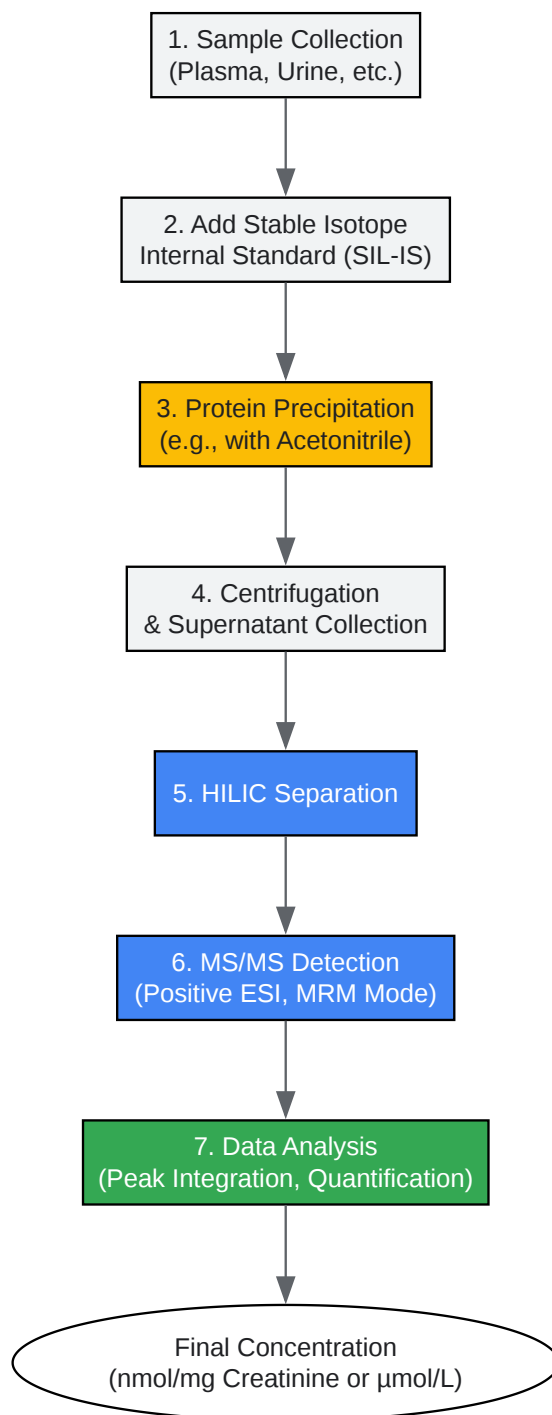 1. Sample Collection
(Plasma, Urine, etc.)
2. Add Stable Isotope
Internal Standard (SIL-IS)
3. Protein Precipitation
(e.g., with Acetonitrile)
4. Centrifugation
& Supernatant Collection
5. HILIC Separation
6. MS/MS Detection
(Positive ESI, MRM Mode)
7. Data Analysis
(Peak Integration, Quantification)
Final Concentration
(nmol/mg Creatinine or µmol/L)